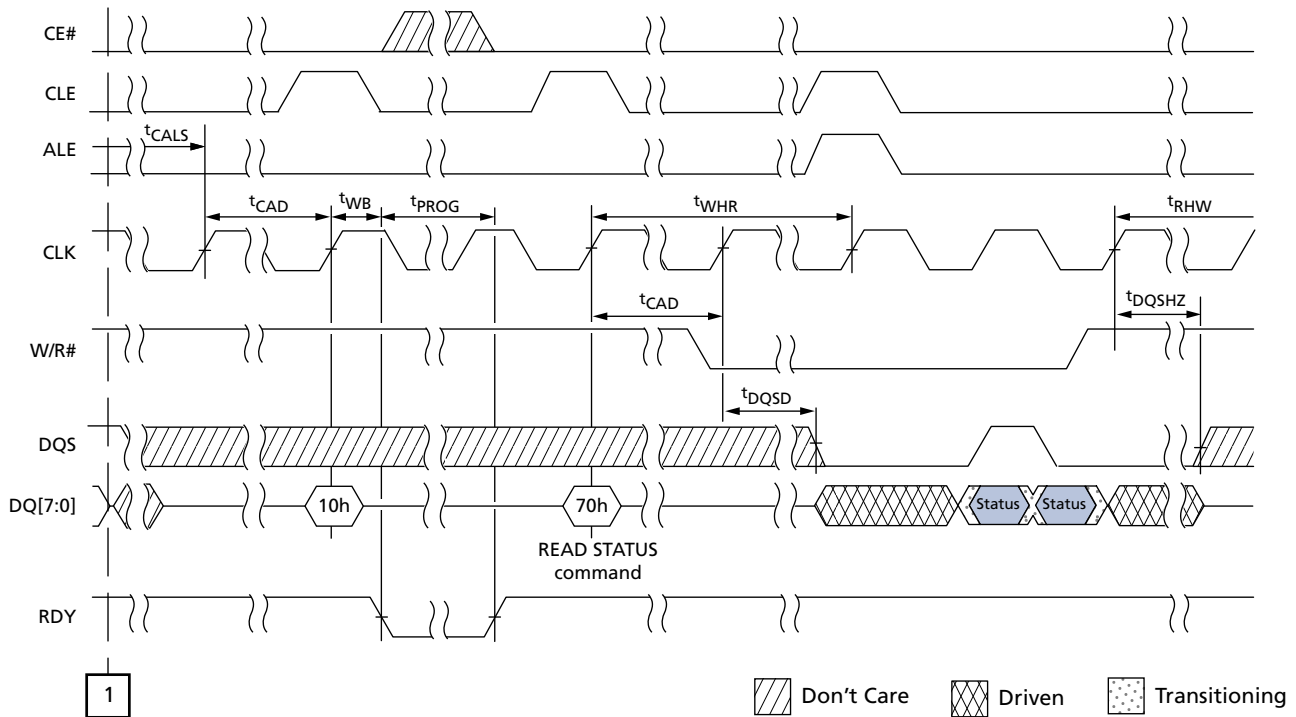 CE#
CLE
tCALS
ALE
tCAD
tWB
tPROG
tWHR
tRHW
CLK
tCAD
tDQSHZ
W/R#
tDQSD
DQS
DQ[7:0]
10h
70h
Status
Status
READ STATUS
command
RDY
1
Don't Care
Driven
Transitioning